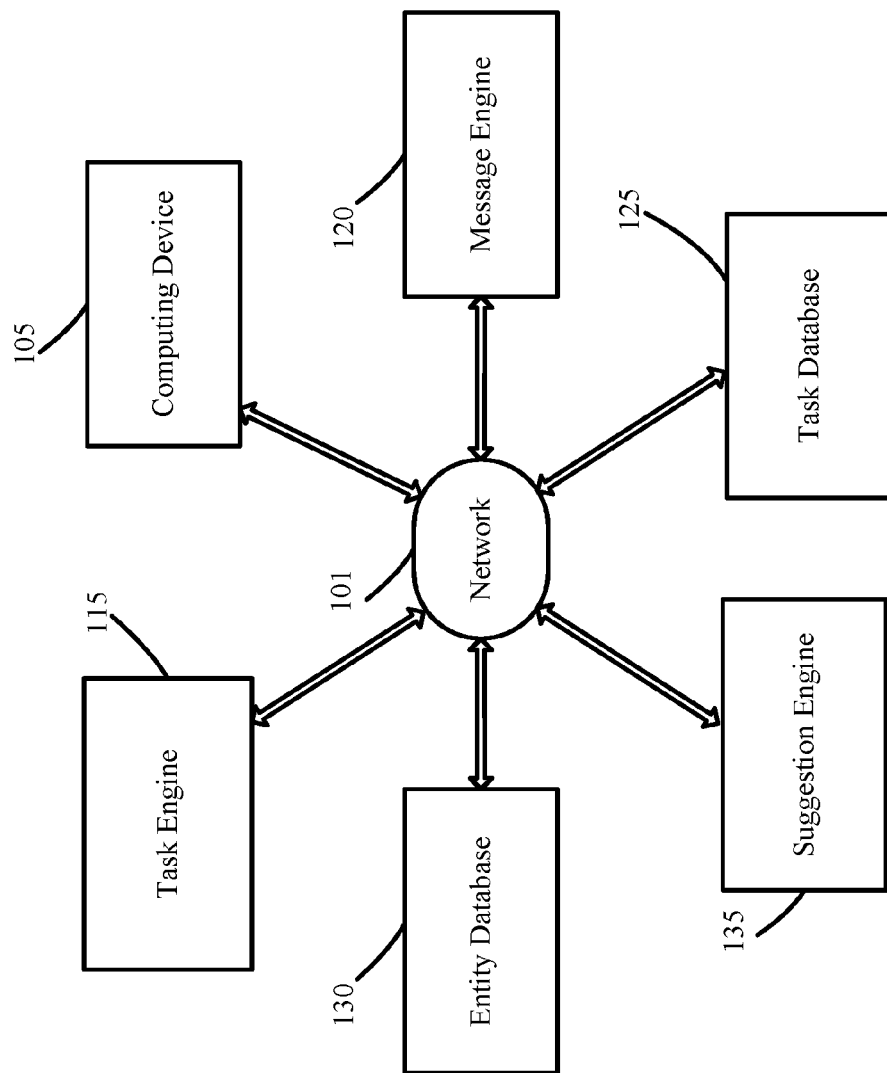 115
Task Engine
105
Computing Device
130
Entity Database
101
Network
120
Message Engine
135
Suggestion Engine
125
Task Database